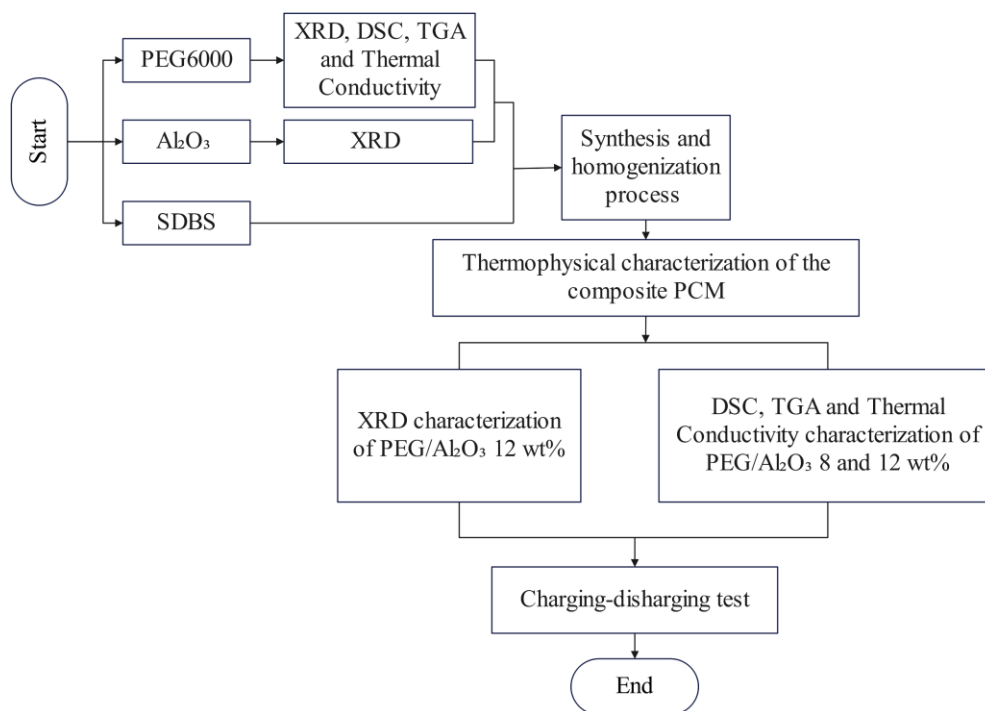 Start
PEG6000
XRD, DSC, TGA
and Thermal
Conductivity
Al₂O₃
XRD
SDBS
Synthesis and
homogenization
process
Thermophysical characterization of the
composite PCM
XRD characterization
of PEG/Al₂O₃ 12 wt%
DSC, TGA and Thermal
Conductivity characterization of
PEG/Al₂O₃ 8 and 12 wt%
Charging-disharging test
End